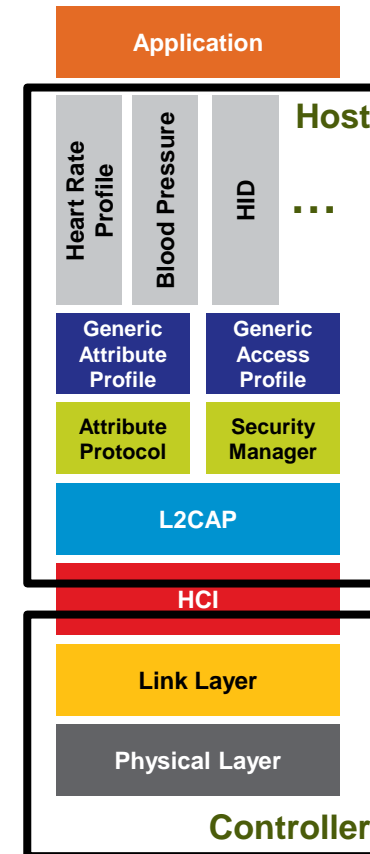 Application
Host
Heart Rate
Profile
Blood Pressure
HID
...
Generic
Attribute
Profile
Generic
Access
Profile
Attribute
Protocol
Security
Manager
L2CAP
HCI
Link Layer
Physical Layer
Controller